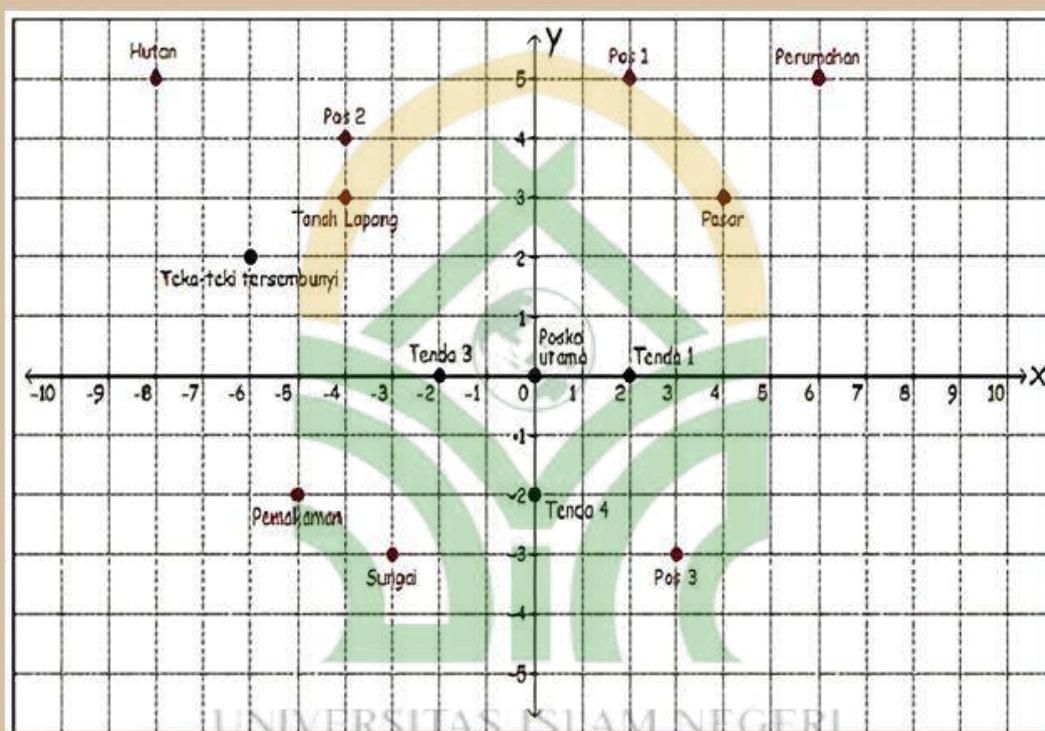 Y
Hutan
Pos 1
Perumahan
5
Pos 2
4
3
Tanah Lapang
Pasar
2
Teka-teki tersembunyi
1
Tenda 3
Posko
utama
Tenda 1
X
-10 -9 -8 -7 -6 -5 -4 -3 -2 -1 0 1 2 3 4 5 6 7 8 9 10
-1
-2
Tenda 4
Pemakaman
-3
Sungai
Pos 3
-4
-5
UNIVERSITAS ISLAM NEGERI